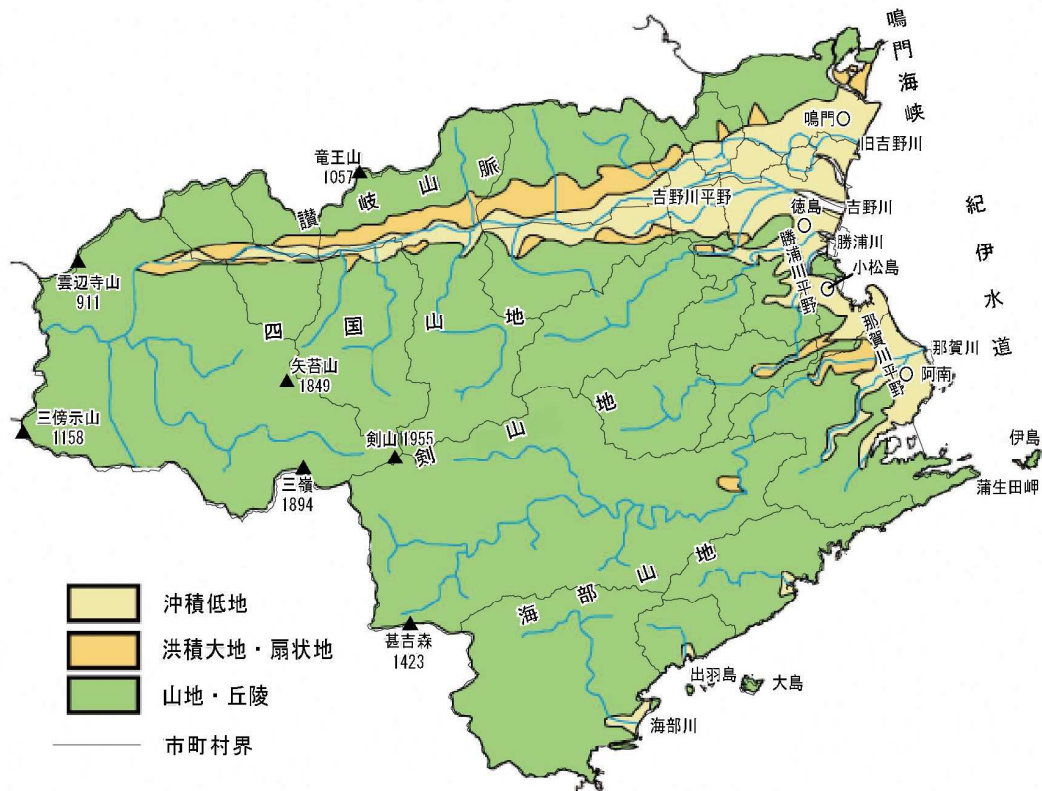 鳴門海峡
鳴門
旧吉野川
竜王山
1057
讃岐山脈
吉野川平野
徳島
吉野川
紀伊水道
勝浦川
勝浦川平野
小松島
雲辺寺山
911
四国山地
那賀川平野
那賀川
阿南
矢筈山
1849
三傍示山
1158
剣山 1955
剣山地
三嶺
1894
伊島
蒲生田岬
海部山地
甚吉森
1423
出羽島
大島
海部川
沖積低地
洪積大地・扇状地
山地・丘陵
市町村界